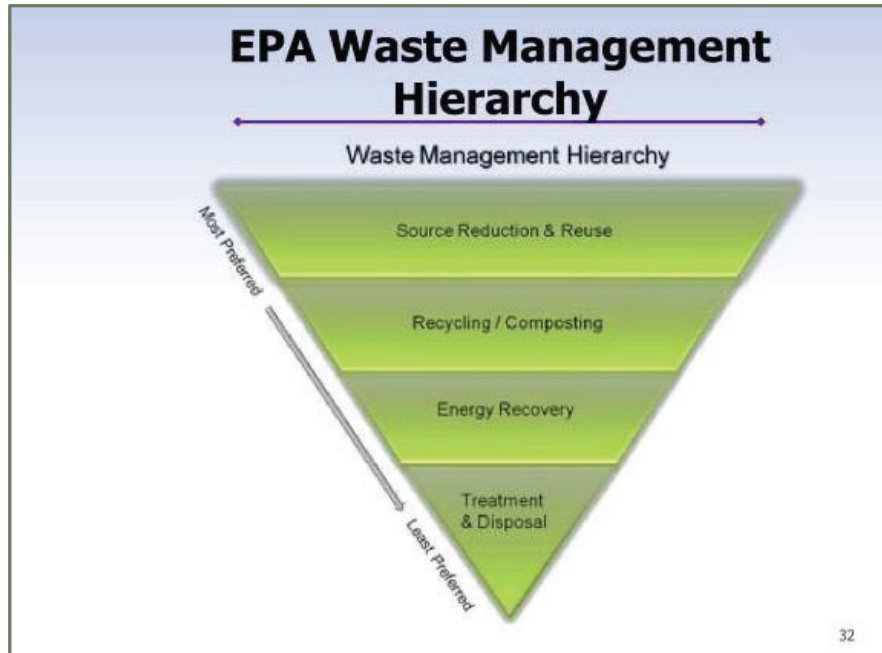 EPA Waste Management
Hierarchy
Waste Management Hierarchy
Most Preferred
Source Reduction & Reuse
Recycling / Composting
Energy Recovery
Treatment
& Disposal
Least Preferred
32